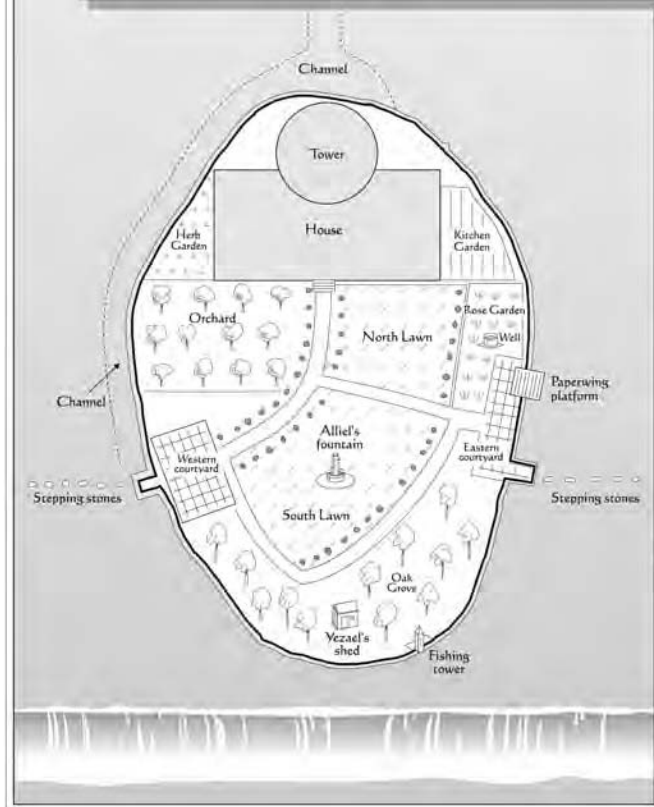 Channel
Tower
House
Herb
Garden
Kitchen
Garden
Orchard
North Lawn
Rose Garden
Well
Channel
Paperwing
platform
Alliel's
fountain
Western
courtyard
Eastern
courtyard
Stepping stones
Stepping stones
South Lawn
Oak
Grove
Yezael's
shed
Fishing
tower